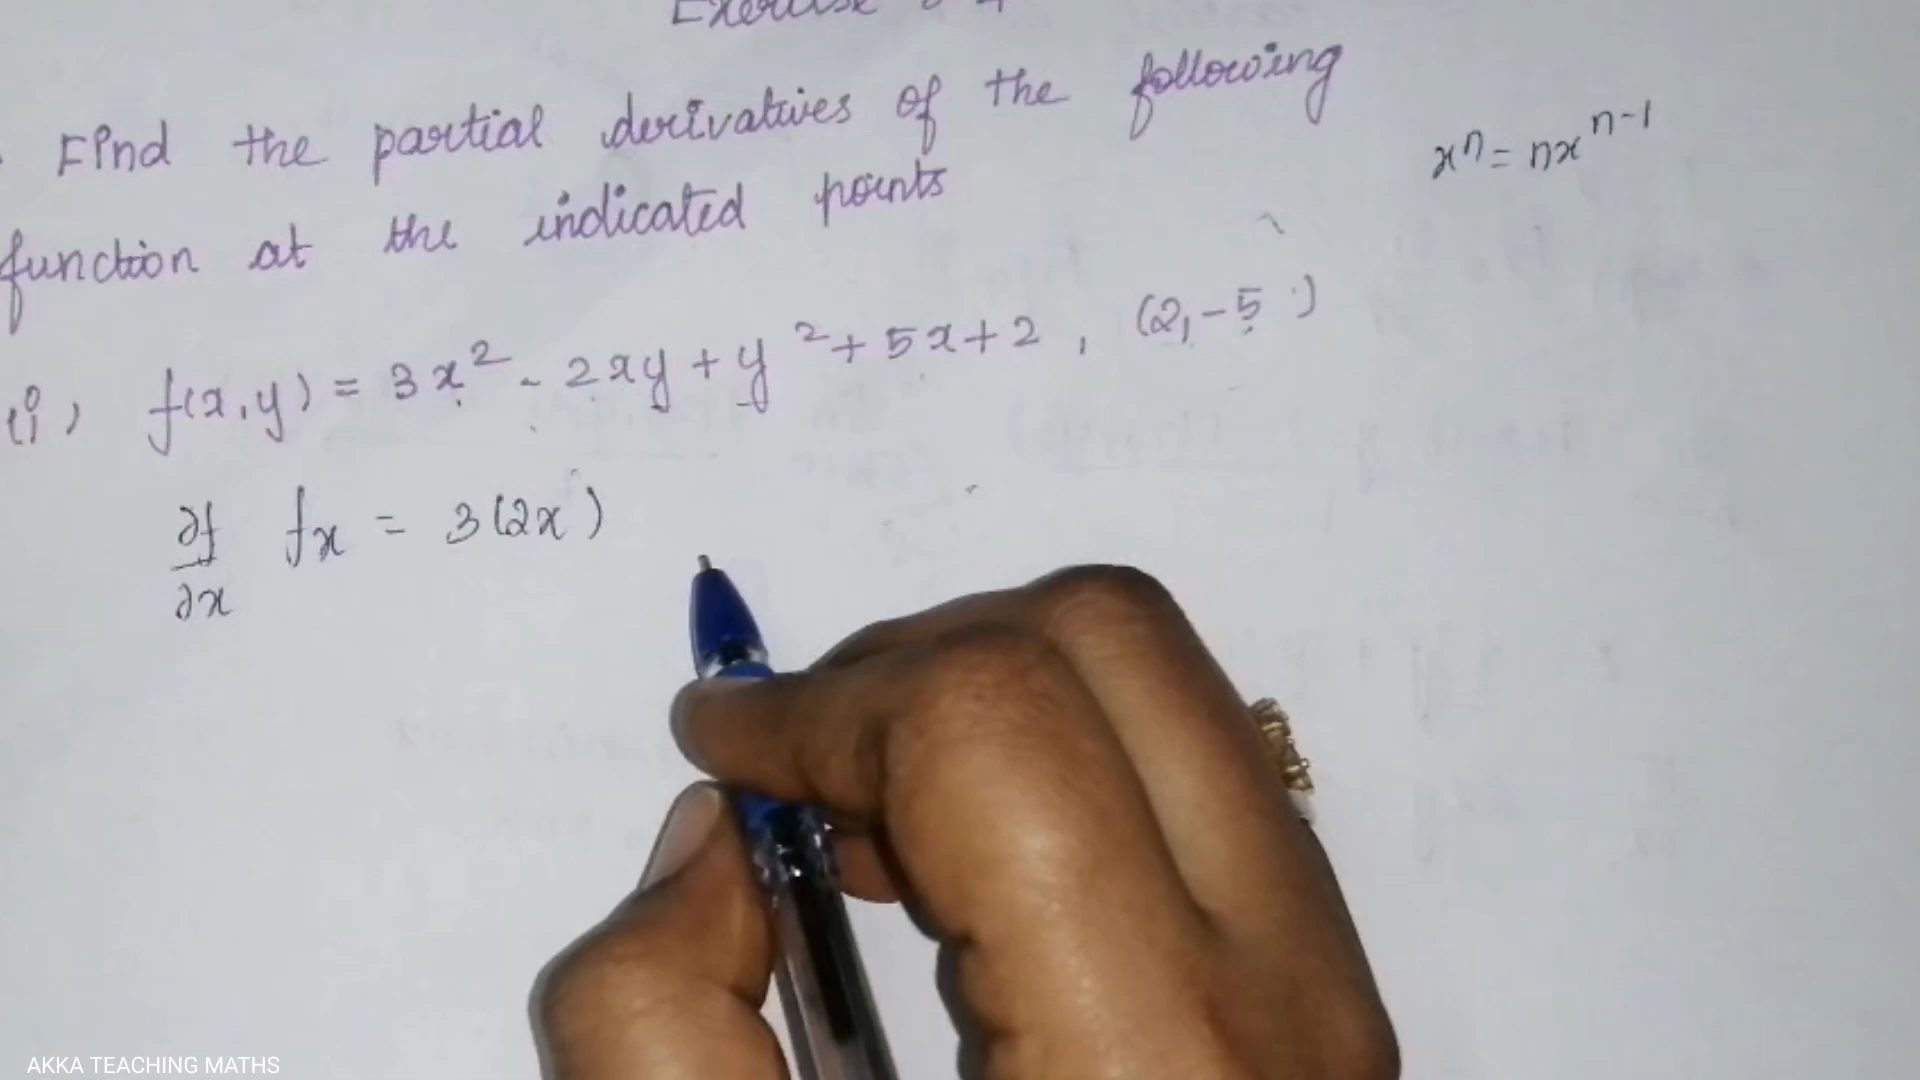 Find the partial derivatives of the following
xⁿ = nxⁿ⁻¹
function at the indicated points
(i) f(x,y) = 3x² - 2xy + y² + 5x + 2, (2,-5)
∂f/∂x fx = 3(2x)
AKKA TEACHING MATHS